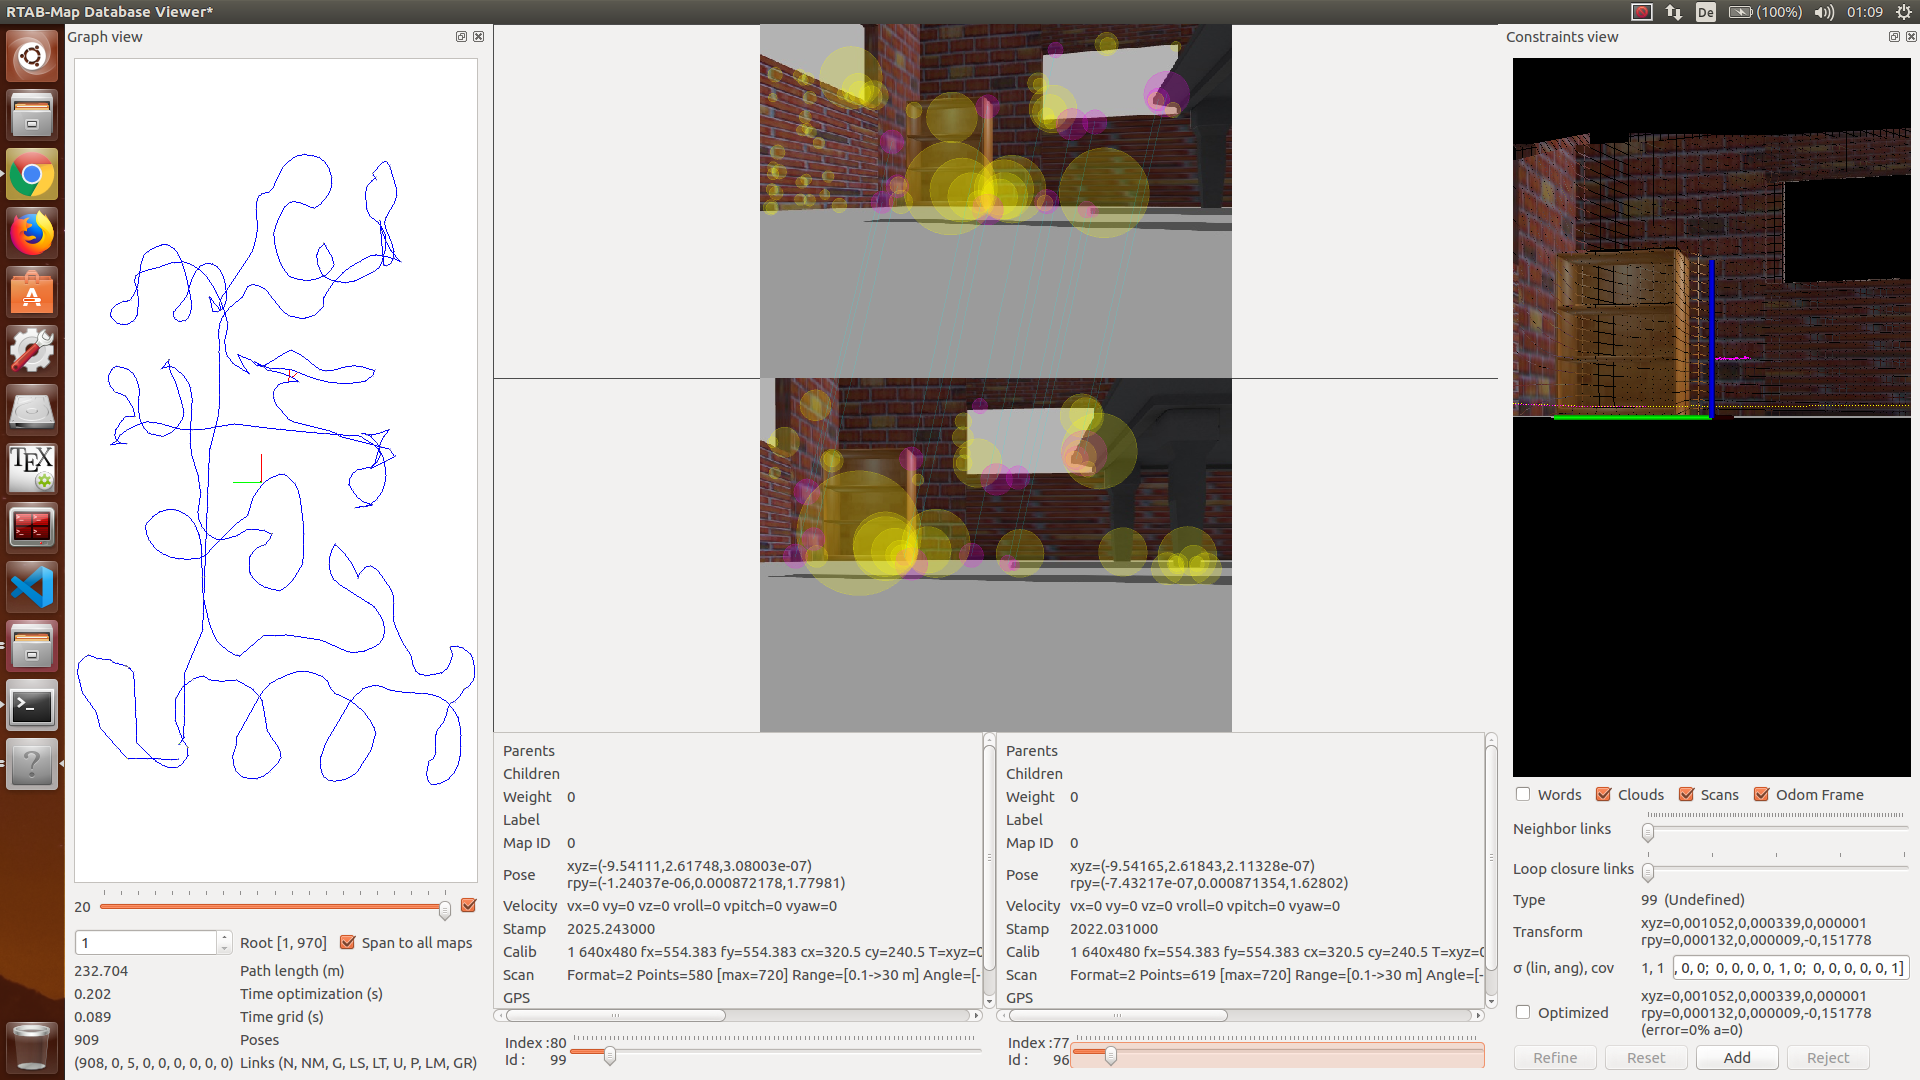 RTAB-Map Database Viewer*
De
(100%)
01:09
Graph view
Constraints view
TEX
20
1
Root [1, 970]
Span to all maps
232.704
Path length (m)
0.202
Time optimization (s)
0.089
Time grid (s)
909
Poses
(908, 0, 5, 0, 0, 0, 0, 0, 0)
Links (N, NM, G, LS, LT, U, P, LM, GR)
Parents
Children
Weight 0
Label
Map ID 0
Pose xyz=(-9.54111,2.61748,3.08003e-07)
rpy=(-1.24037e-06,0.000872178,1.77981)
Velocity vx=0 vy=0 vz=0 vroll=0 vpitch=0 vyaw=0
Stamp 2025.243000
Calib 1 640x480 fx=554.383 fy=554.383 cx=320.5 cy=240.5 T=xyz=0
Scan Format=2 Points=580 [max=720] Range=[0.1->30 m] Angle=[-
GPS
Index :80
Id : 99
Parents
Children
Weight 0
Label
Map ID 0
Pose xyz=(-9.54165,2.61843,2.11328e-07)
rpy=(-7.43217e-07,0.000871354,1.62802)
Velocity vx=0 vy=0 vz=0 vroll=0 vpitch=0 vyaw=0
Stamp 2022.031000
Calib 1 640x480 fx=554.383 fy=554.383 cx=320.5 cy=240.5 T=xyz=0
Scan Format=2 Points=619 [max=720] Range=[0.1->30 m] Angle=[-
GPS
Index :77
Id : 96
Words Clouds Scans Odom Frame
Neighbor links
Loop closure links
Type 99 (Undefined)
Transform xyz=0,001052,0,000339,0,000001
rpy=0,000132,0,000009,-0,151778
σ (lin, ang), cov 1, 1 , 0, 0; 0, 0, 0, 0, 1, 0; 0, 0, 0, 0, 0, 1]
Optimized xyz=0,001052,0,000339,0,000001
rpy=0,000132,0,000009,-0,151778
(error=0% a=0)
Refine Reset Add Reject